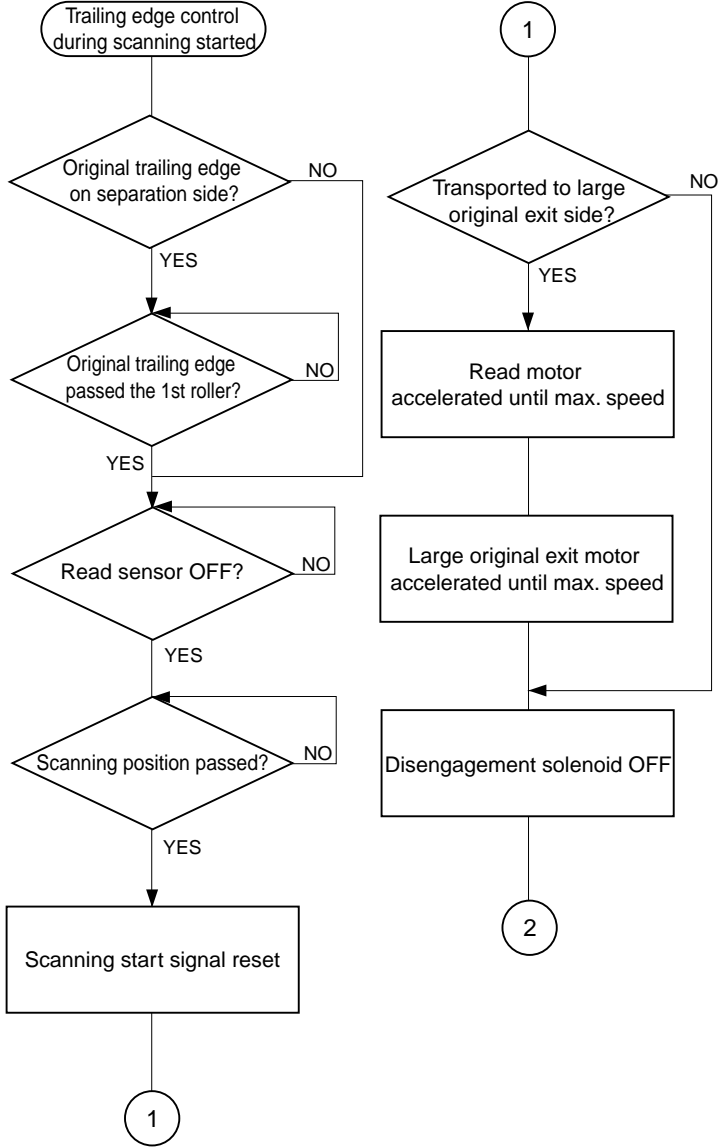 Trailing edge control
during scanning started
Original trailing edge
on separation side?
NO
YES
Original trailing edge
passed the 1st roller?
NO
YES
Read sensor OFF?
NO
YES
Scanning position passed?
NO
YES
Scanning start signal reset
1
1
Transported to large
original exit side?
NO
YES
Read motor
accelerated until max. speed
Large original exit motor
accelerated until max. speed
Disengagement solenoid OFF
2